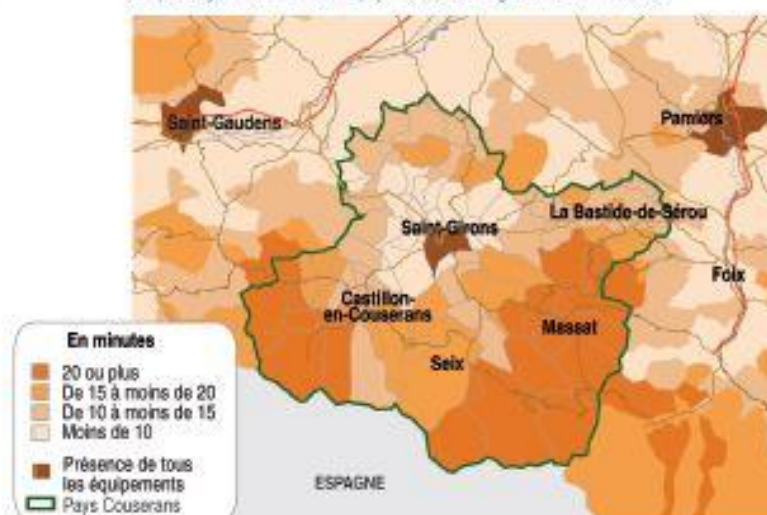 Saint-Gaudens
Pamiers
La Bastide-de-Sérou
Saint-Girons
Foix
Castillon-
en-Couserans
Massat
Seix
En minutes
20 ou plus
De 15 à moins de 20
De 10 à moins de 15
Moins de 10
Présence de tous
les équipements
Pays Couserans
ESPAGNE